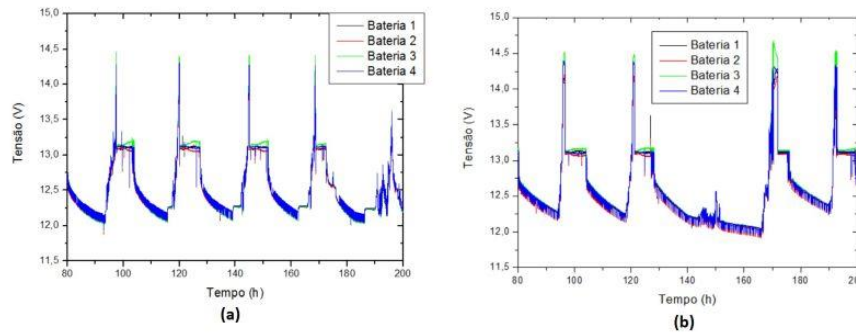 15,0
14,5
14,0
13,5
13,0
12,5
12,0
11,5
Tensão (V)
Bateria 1
Bateria 2
Bateria 3
Bateria 4
80
100
120
140
160
180
200
Tempo (h)
(a)
15,0
14,5
14,0
13,5
13,0
12,5
12,0
11,5
Tensão (V)
Bateria 1
Bateria 2
Bateria 3
Bateria 4
80
100
120
140
160
180
200
Tempo (h)
(b)